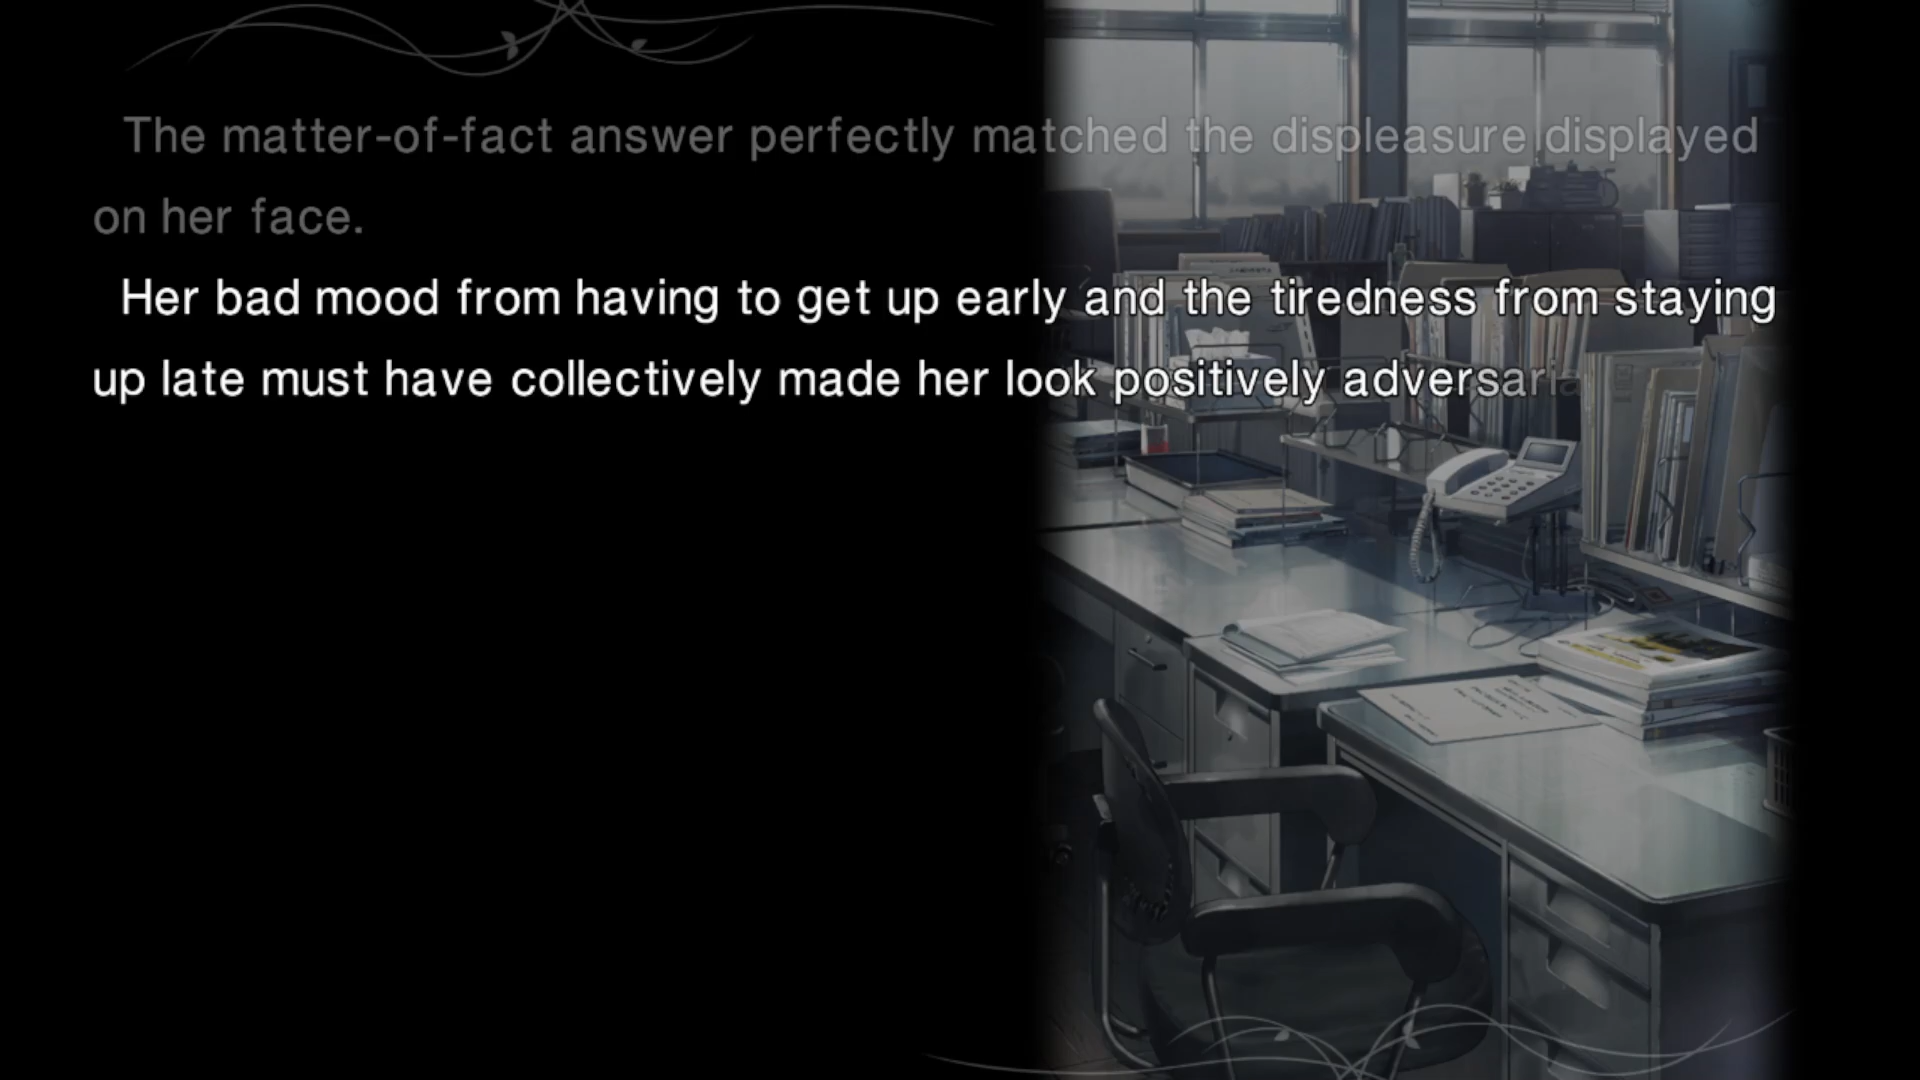 The matter-of-fact answer perfectly matched the displeasure displayed
on her face.
Her bad mood from having to get up early and the tiredness from staying
up late must have collectively made her look positively adversaria